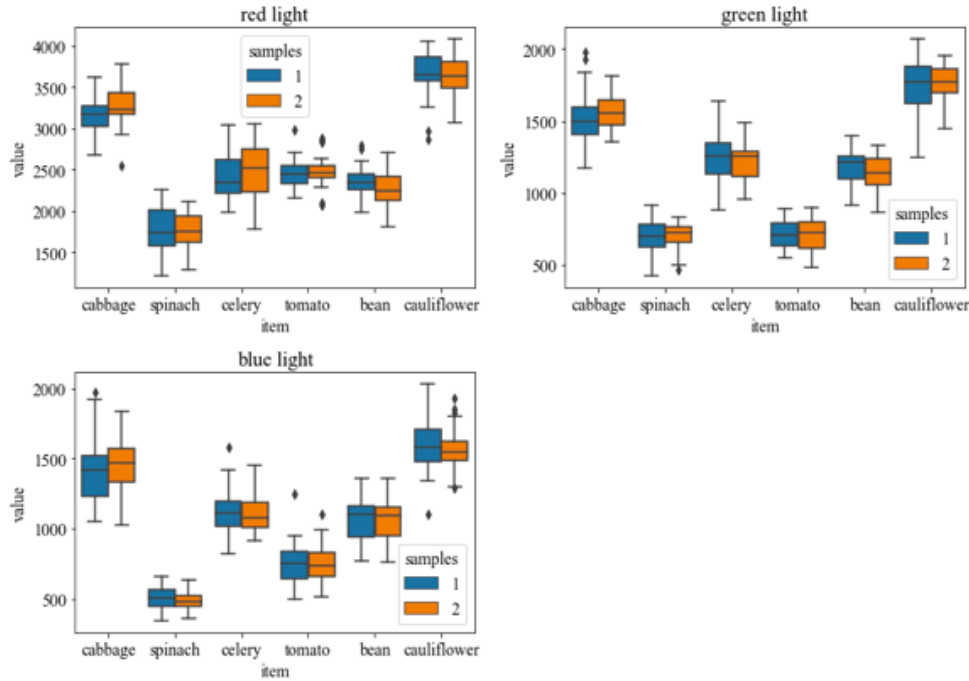 red light
value
4000
3500
3000
2500
2000
1500
samples
1
2
cabbage spinach celery tomato bean cauliflower
item
green light
value
2000
1500
1000
500
samples
1
2
cabbage spinach celery tomato bean cauliflower
item
blue light
value
2000
1500
1000
500
samples
1
2
cabbage spinach celery tomato bean cauliflower
item